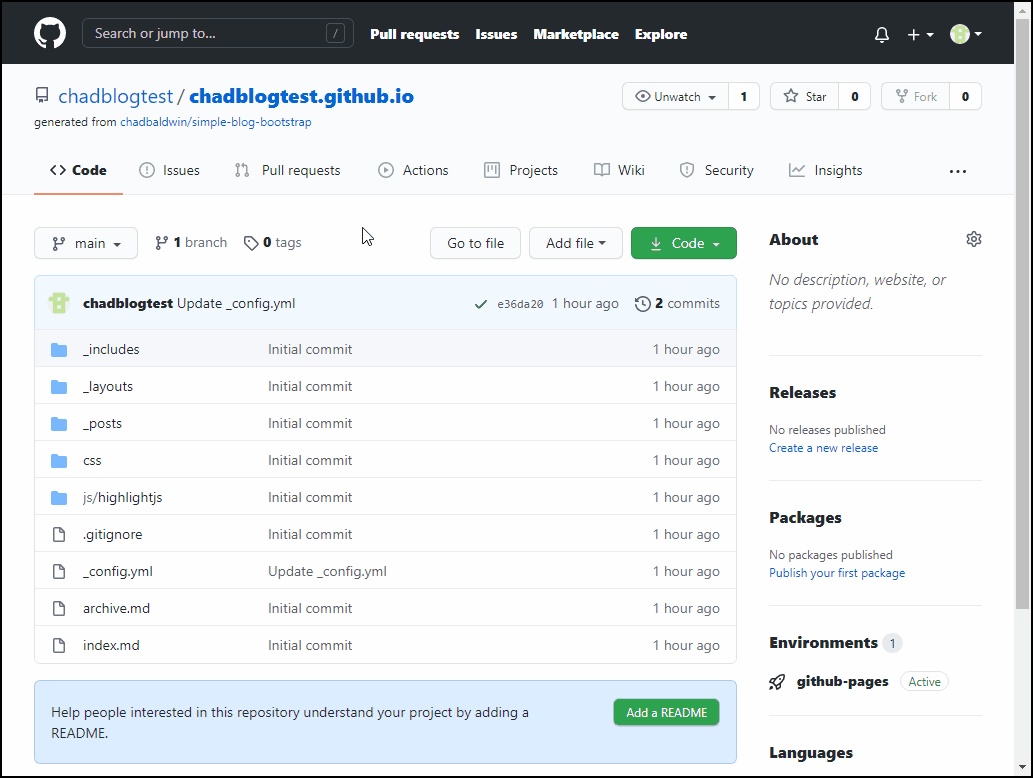 Search or jump to... / Pull requests Issues Marketplace Explore
chadblogtest / chadblogtest.github.io Unwatch 1 Star 0 Fork 0
generated from chadbaldwin/simple-blog-bootstrap
<> Code Issues Pull requests Actions Projects Wiki Security Insights ...
main 1 branch 0 tags Go to file Add file Code
chadblogtest Update _config.yml e36da20 1 hour ago 2 commits
_includes Initial commit 1 hour ago
_layouts Initial commit 1 hour ago
_posts Initial commit 1 hour ago
css Initial commit 1 hour ago
js/highlightjs Initial commit 1 hour ago
.gitignore Initial commit 1 hour ago
_config.yml Update _config.yml 1 hour ago
archive.md Initial commit 1 hour ago
index.md Initial commit 1 hour ago
Help people interested in this repository understand your project by adding a
README.
Add a README
About
No description, website, or
topics provided.
Releases
No releases published
Create a new release
Packages
No packages published
Publish your first package
Environments 1
github-pages Active
Languages